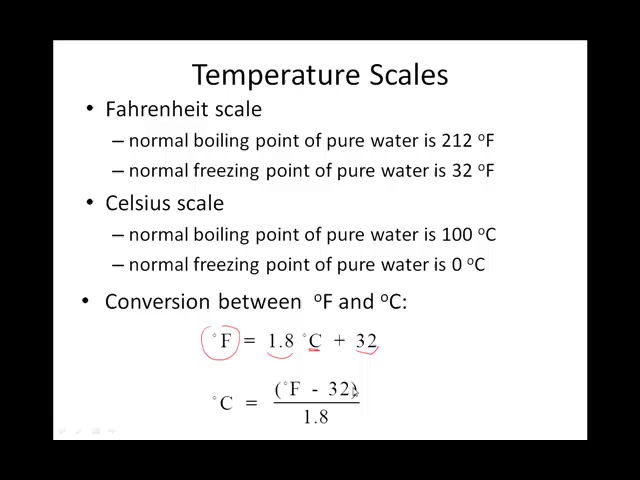 Temperature Scales
• Fahrenheit scale
– normal boiling point of pure water is 212 °F
– normal freezing point of pure water is 32 °F
• Celsius scale
– normal boiling point of pure water is 100 °C
– normal freezing point of pure water is 0 °C
• Conversion between °F and °C:
°F = 1.8 °C + 32
°C = (°F - 32)
1.8